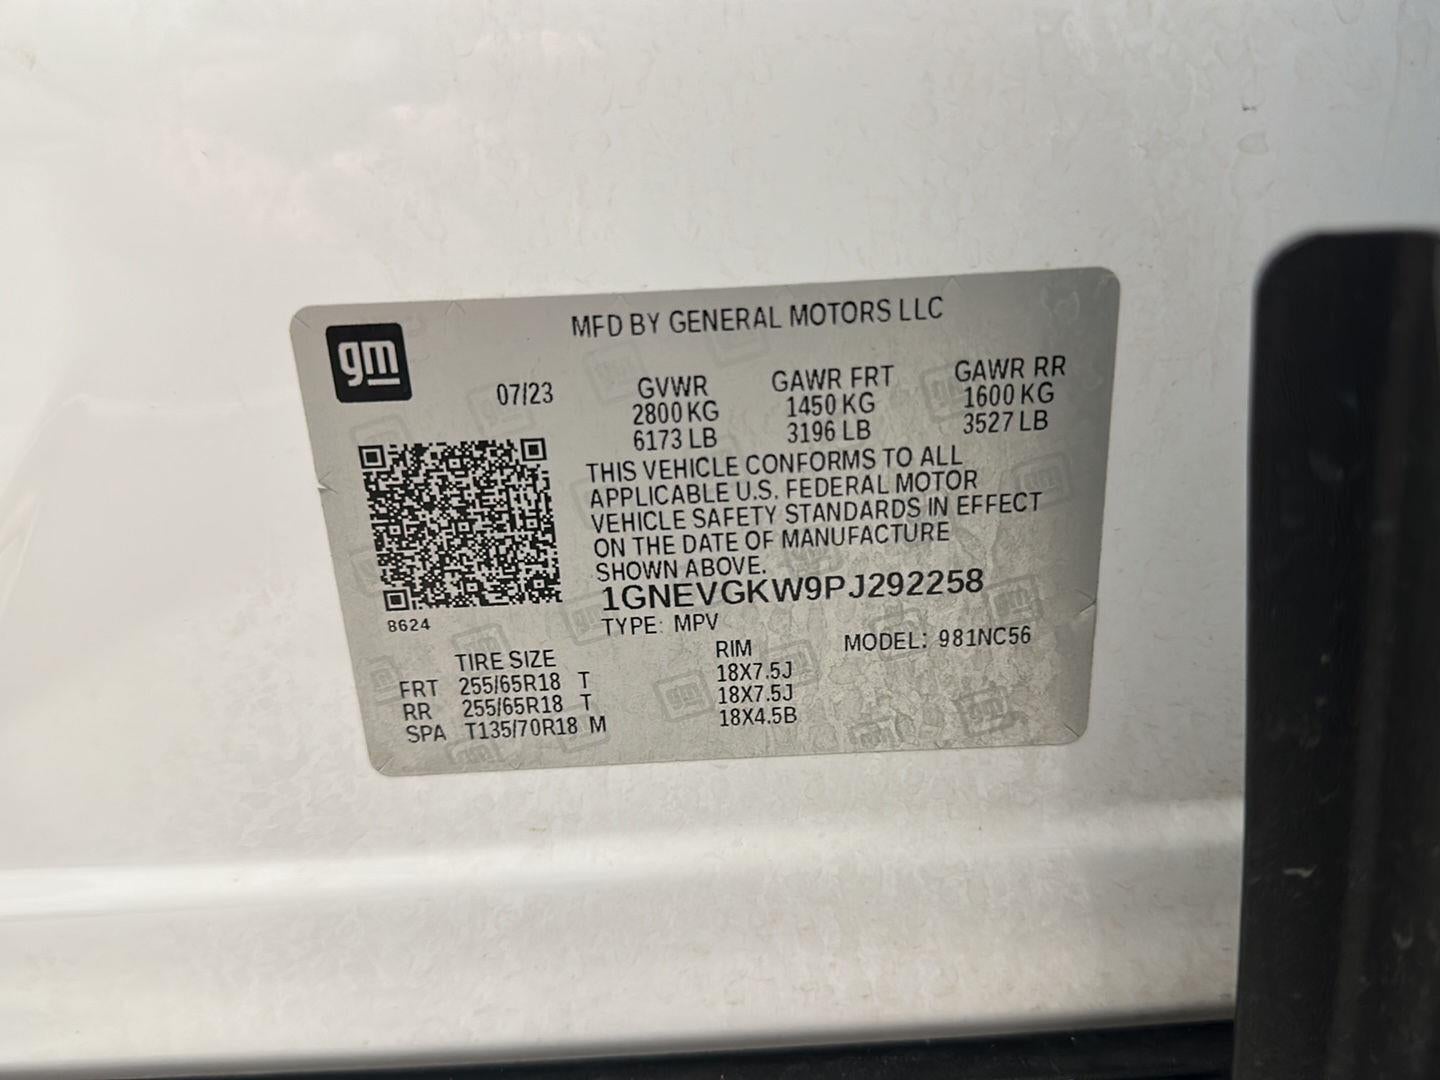 gm
MFD BY GENERAL MOTORS LLC
07/23
GVWR
2800 KG
6173 LB
GAWR FRT
1450 KG
3196 LB
GAWR RR
1600 KG
3527 LB
THIS VEHICLE CONFORMS TO ALL
APPLICABLE U.S. FEDERAL MOTOR
VEHICLE SAFETY STANDARDS IN EFFECT
ON THE DATE OF MANUFACTURE
SHOWN ABOVE.
1GNEVGKW9PJ292258
8624
TYPE: MPV
MODEL: 981NC56
TIRE SIZE RIM
FRT 255/65R18 T 18X7.5J
RR 255/65R18 T 18X7.5J
SPA T135/70R18 M 18X4.5B